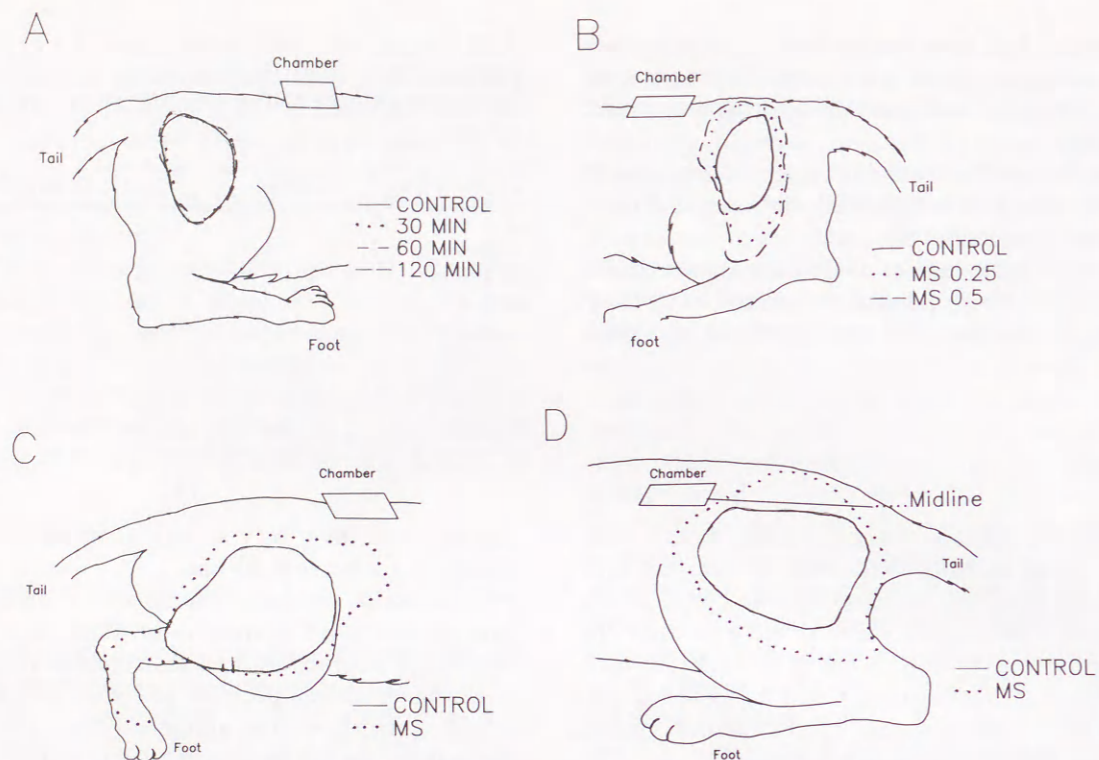 A
Chamber
Tail
CONTROL
30 MIN
60 MIN
120 MIN
Foot
B
Chamber
Tail
CONTROL
MS 0.25
MS 0.5
foot
C
Chamber
Tail
CONTROL
MS
Foot
D
Chamber
Midline
Tail
CONTROL
MS
Foot